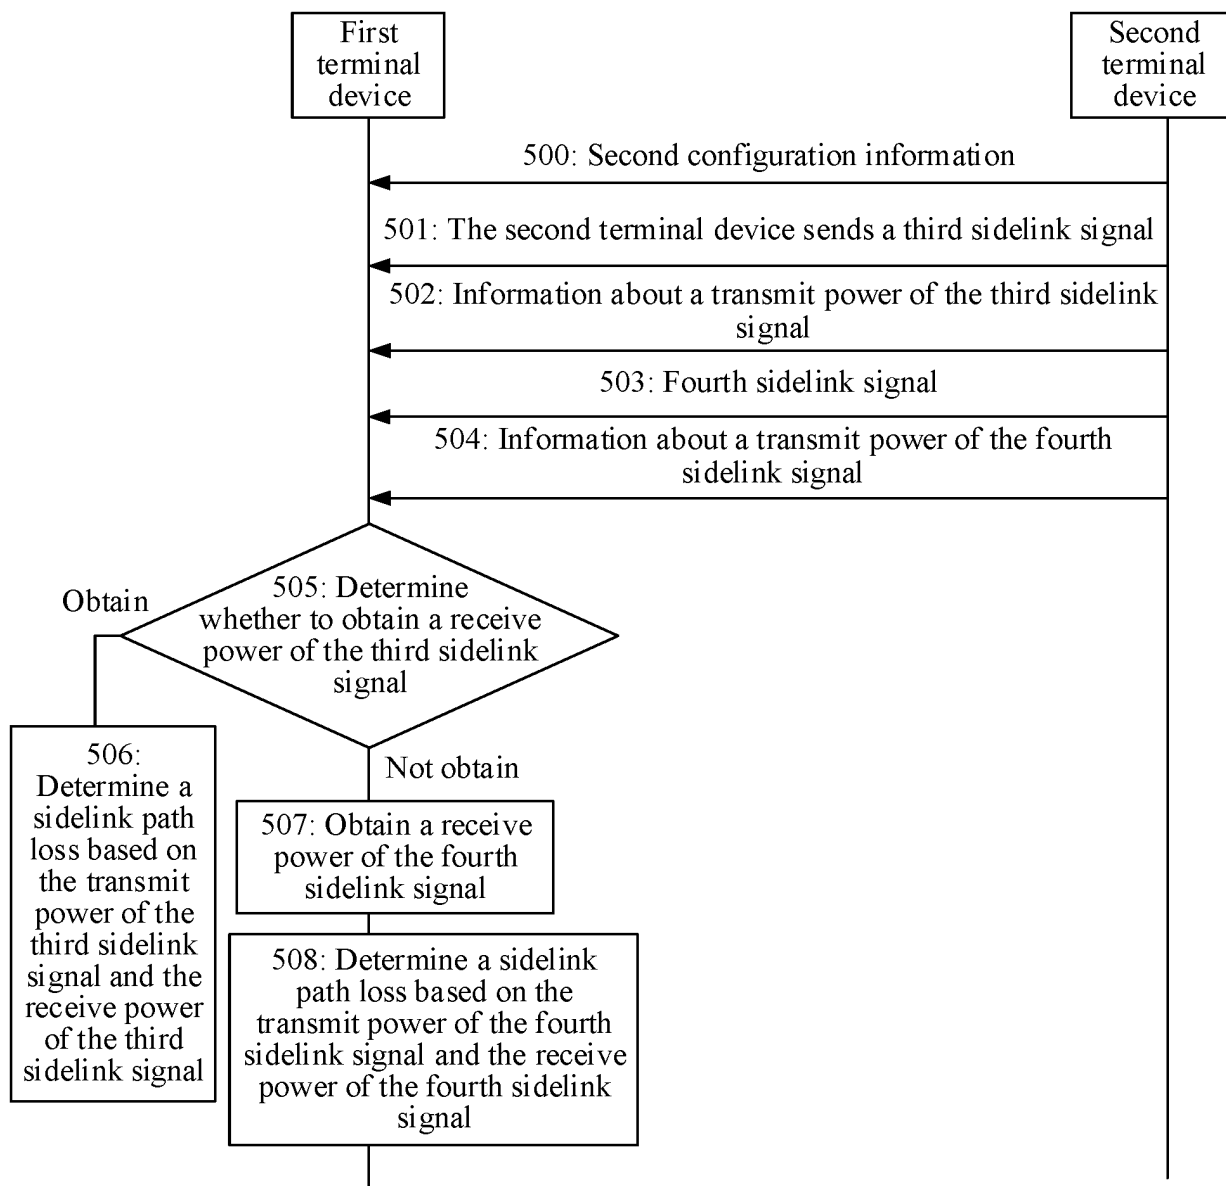 First
terminal
device
Second
terminal
device
500: Second configuration information
501: The second terminal device sends a third sidelink signal
502: Information about a transmit power of the third sidelink
signal
503: Fourth sidelink signal
504: Information about a transmit power of the fourth
sidelink signal
505: Determine
whether to obtain a receive
power of the third sidelink
signal
Obtain
Not obtain
506:
Determine a
sidelink path
loss based on
the transmit
power of the
third sidelink
signal and the
receive power
of the third
sidelink signal
507: Obtain a receive
power of the fourth
sidelink signal
508: Determine a sidelink
path loss based on the
transmit power of the fourth
sidelink signal and the receive
power of the fourth sidelink
signal